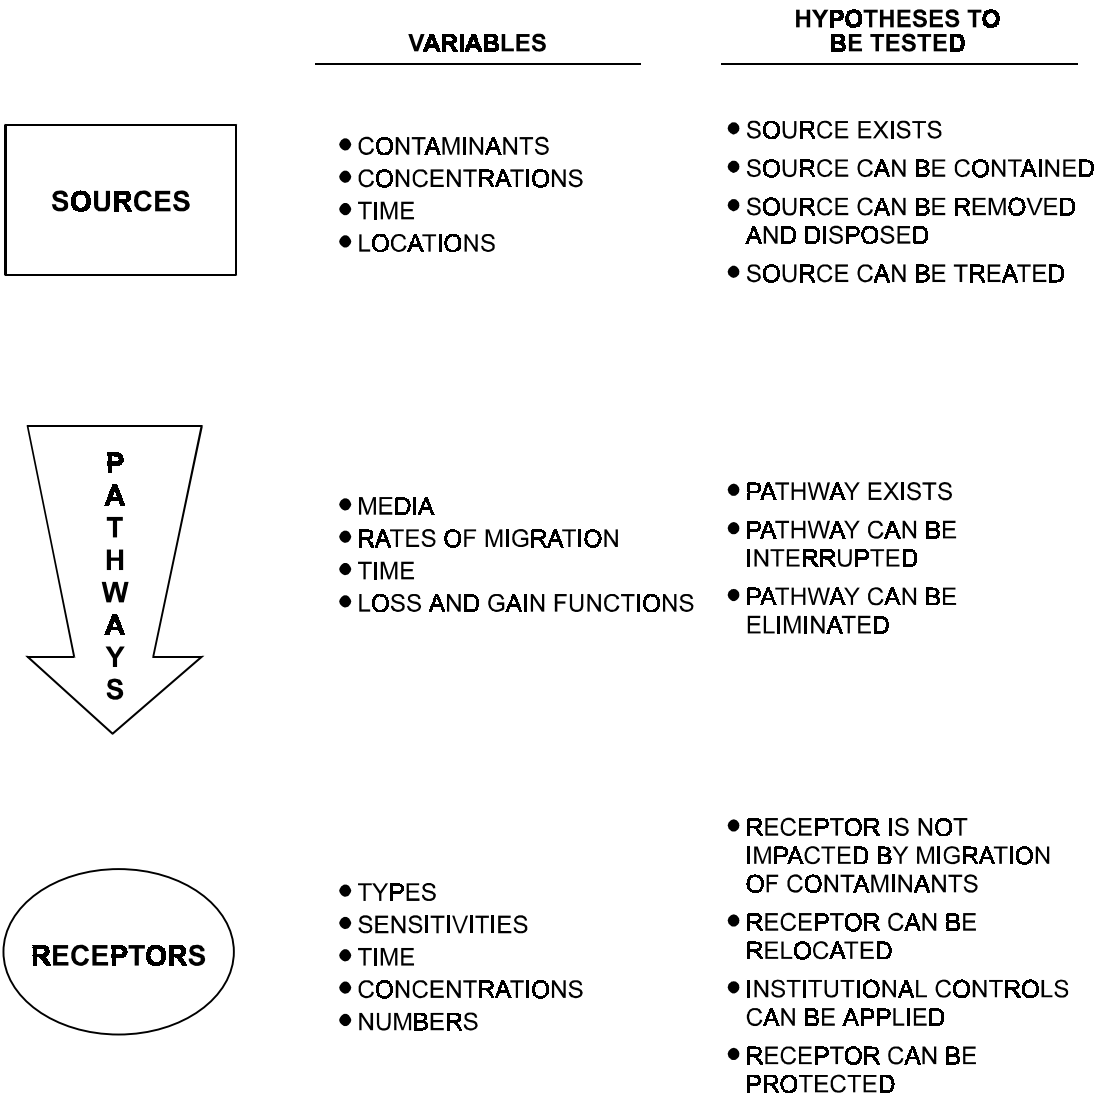 VARIABLES
HYPOTHESES TO
BE TESTED
SOURCES
• CONTAMINANTS
• CONCENTRATIONS
• TIME
• LOCATIONS
• SOURCE EXISTS
• SOURCE CAN BE CONTAINED
• SOURCE CAN BE REMOVED
AND DISPOSED
• SOURCE CAN BE TREATED
PATHWAYS
• MEDIA
• RATES OF MIGRATION
• TIME
• LOSS AND GAIN FUNCTIONS
• PATHWAY EXISTS
• PATHWAY CAN BE
INTERRUPTED
• PATHWAY CAN BE
ELIMINATED
RECEPTORS
• TYPES
• SENSITIVITIES
• TIME
• CONCENTRATIONS
• NUMBERS
• RECEPTOR IS NOT
IMPACTED BY MIGRATION
OF CONTAMINANTS
• RECEPTOR CAN BE
RELOCATED
• INSTITUTIONAL CONTROLS
CAN BE APPLIED
• RECEPTOR CAN BE
PROTECTED